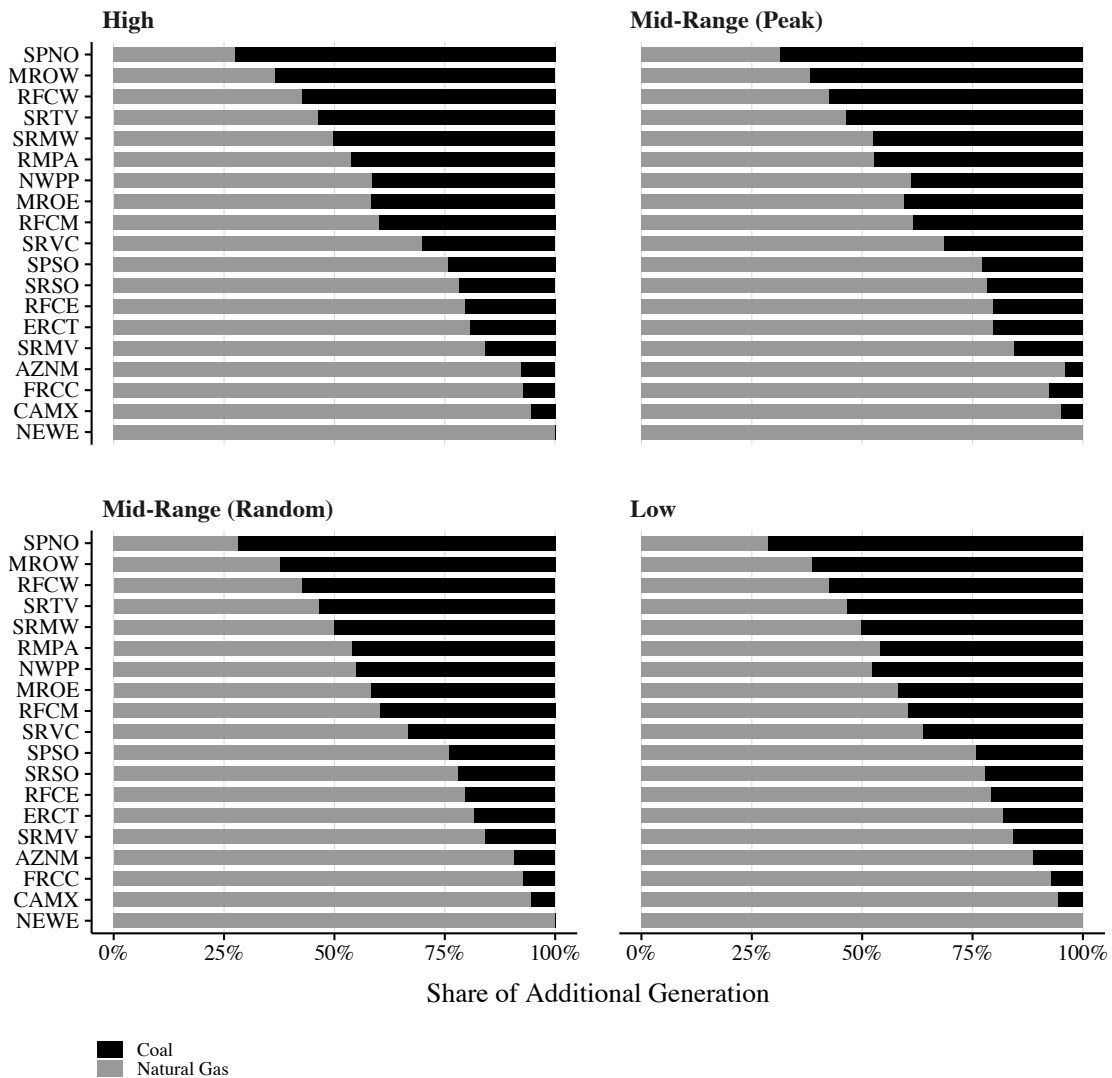 High
Mid-Range (Peak)
SPNO
MROW
RFCW
SRTV
SRMW
RMPA
NWPP
MROE
RFCM
SRVC
SPSO
SRSO
RFCE
ERCT
SRMV
AZNM
FRCC
CAMX
NEWE
Mid-Range (Random)
Low
SPNO
MROW
RFCW
SRTV
SRMW
RMPA
NWPP
MROE
RFCM
SRVC
SPSO
SRSO
RFCE
ERCT
SRMV
AZNM
FRCC
CAMX
NEWE
0% 25% 50% 75% 100%
0% 25% 50% 75% 100%
Share of Additional Generation
Coal
Natural Gas